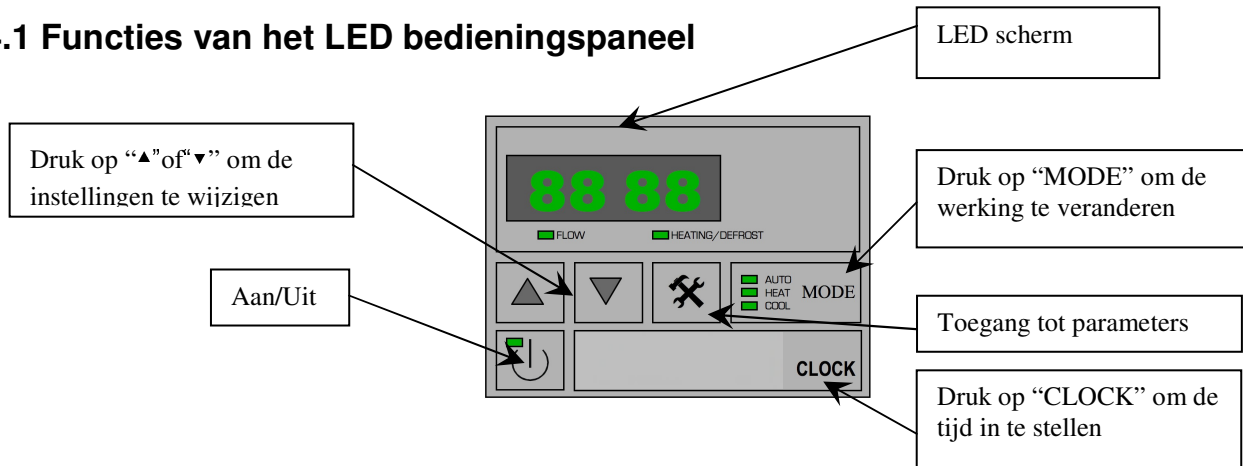 .1 Functies van het LED bedieningspaneel
LED scherm
Druk op “▲”of“▼” om de
instellingen te wijzigen
Druk op “MODE” om de
werking te veranderen
88 88
FLOW
HEATING/DEFROST
Aan/Uit
AUTO
HEAT
COOL
MODE
Toegang tot parameters
CLOCK
Druk op “CLOCK” om de
tijd in te stellen